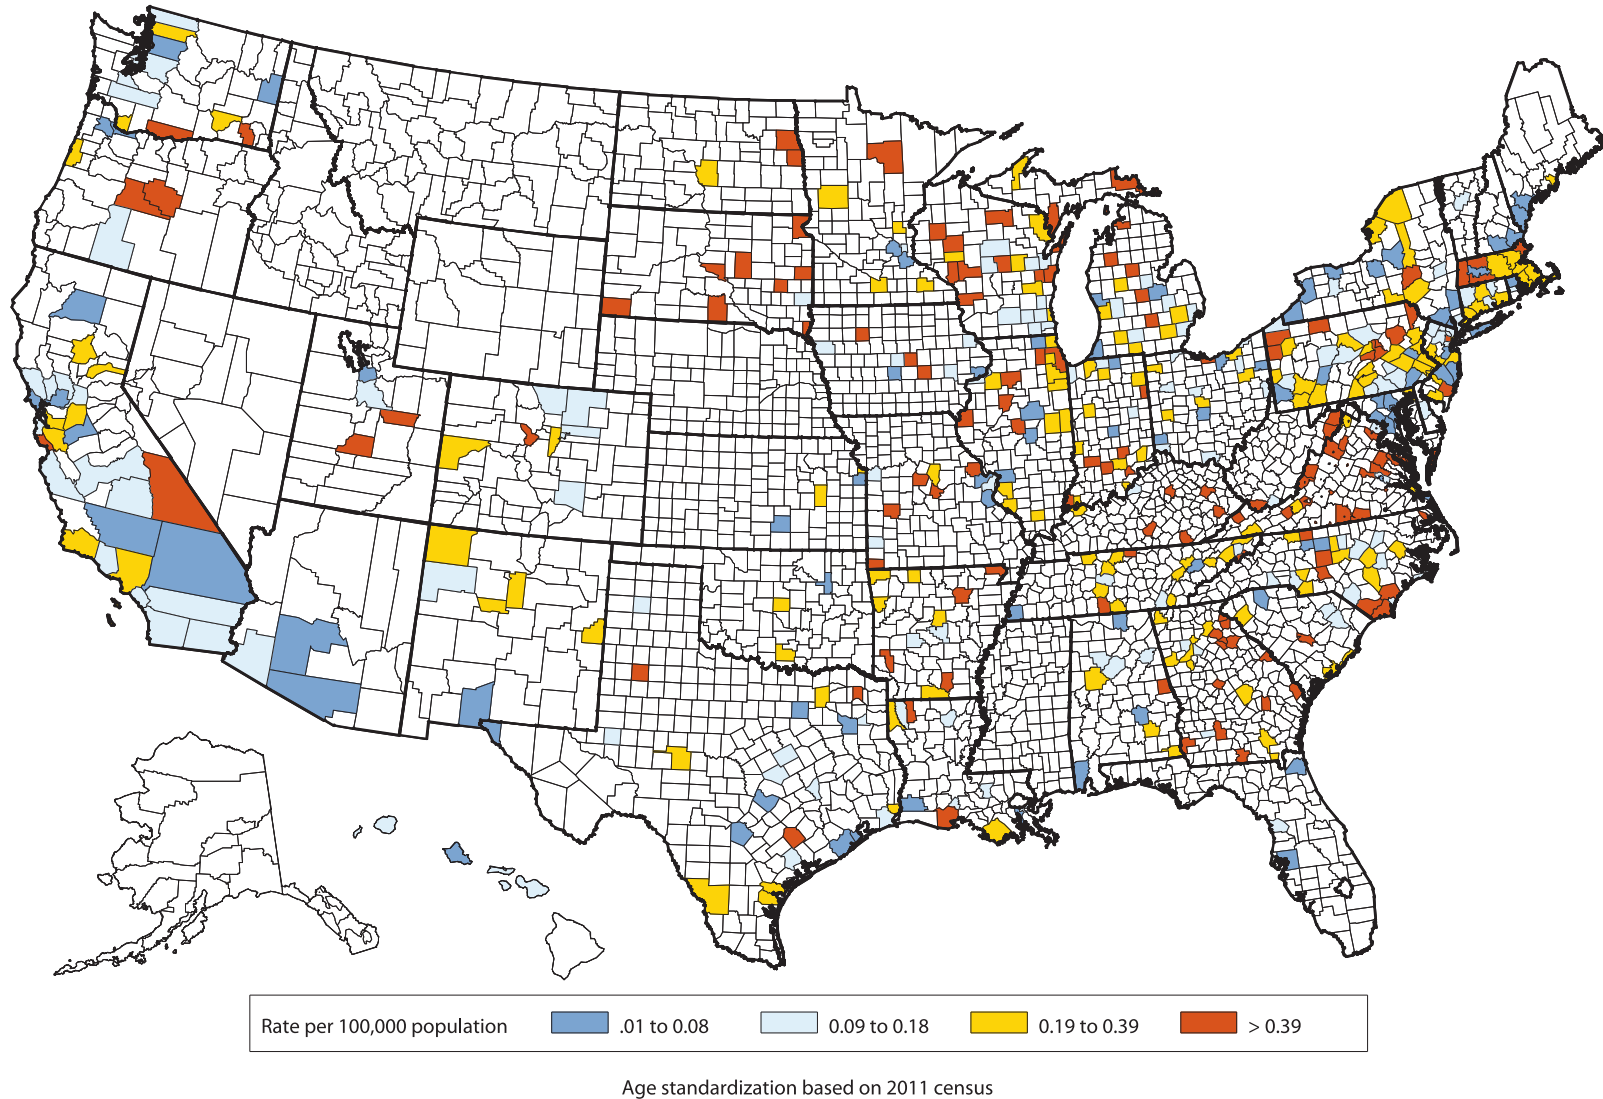 Rate per 100,000 population .01 to 0.08 0.09 to 0.18 0.19 to 0.39 > 0.39
Age standardization based on 2011 census